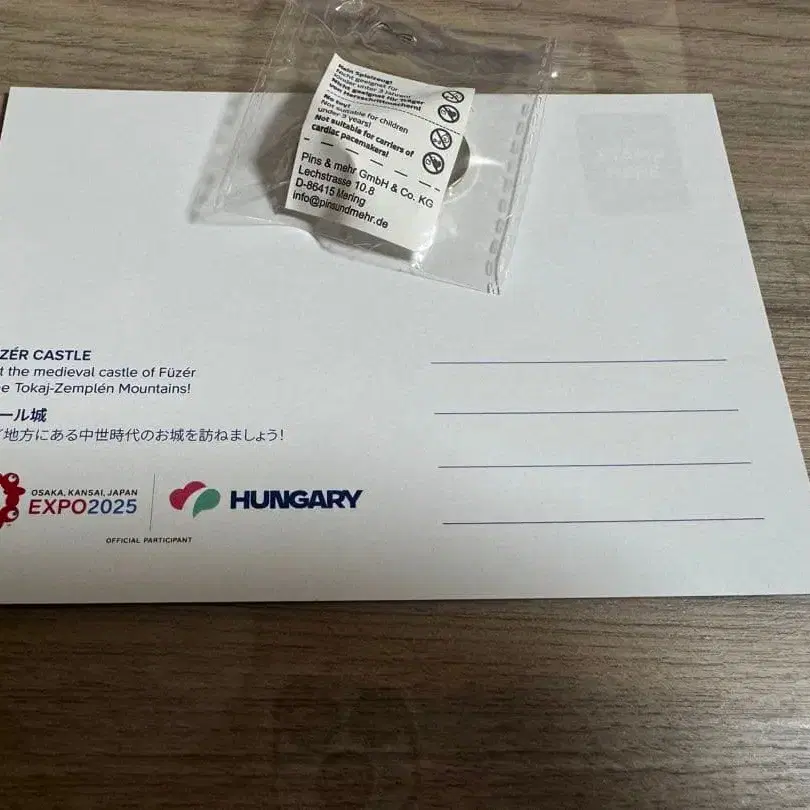 Kein Spielzeug!
Nicht geeignet für
Kinder unter 3 Jahren!
Nicht geeignet für Träger
von Herzschrittmachern!
No toy!
Not suitable for children
under 3 years!
Not suitable for carriers of
cardiac pacemakers!
Pins & mehr GmbH & Co. KG
Lechstrasse 10.8
D-86415 Mering
info@pinsundmehr.de
ZÉR CASTLE
t the medieval castle of Füzér
e Tokaj-Zemplén Mountains!
ール城
地方にある中世時代のお城を訪ねましょう!
OSAKA, KANSAI, JAPAN
EXPO2025
HUNGARY
OFFICIAL PARTICIPANT